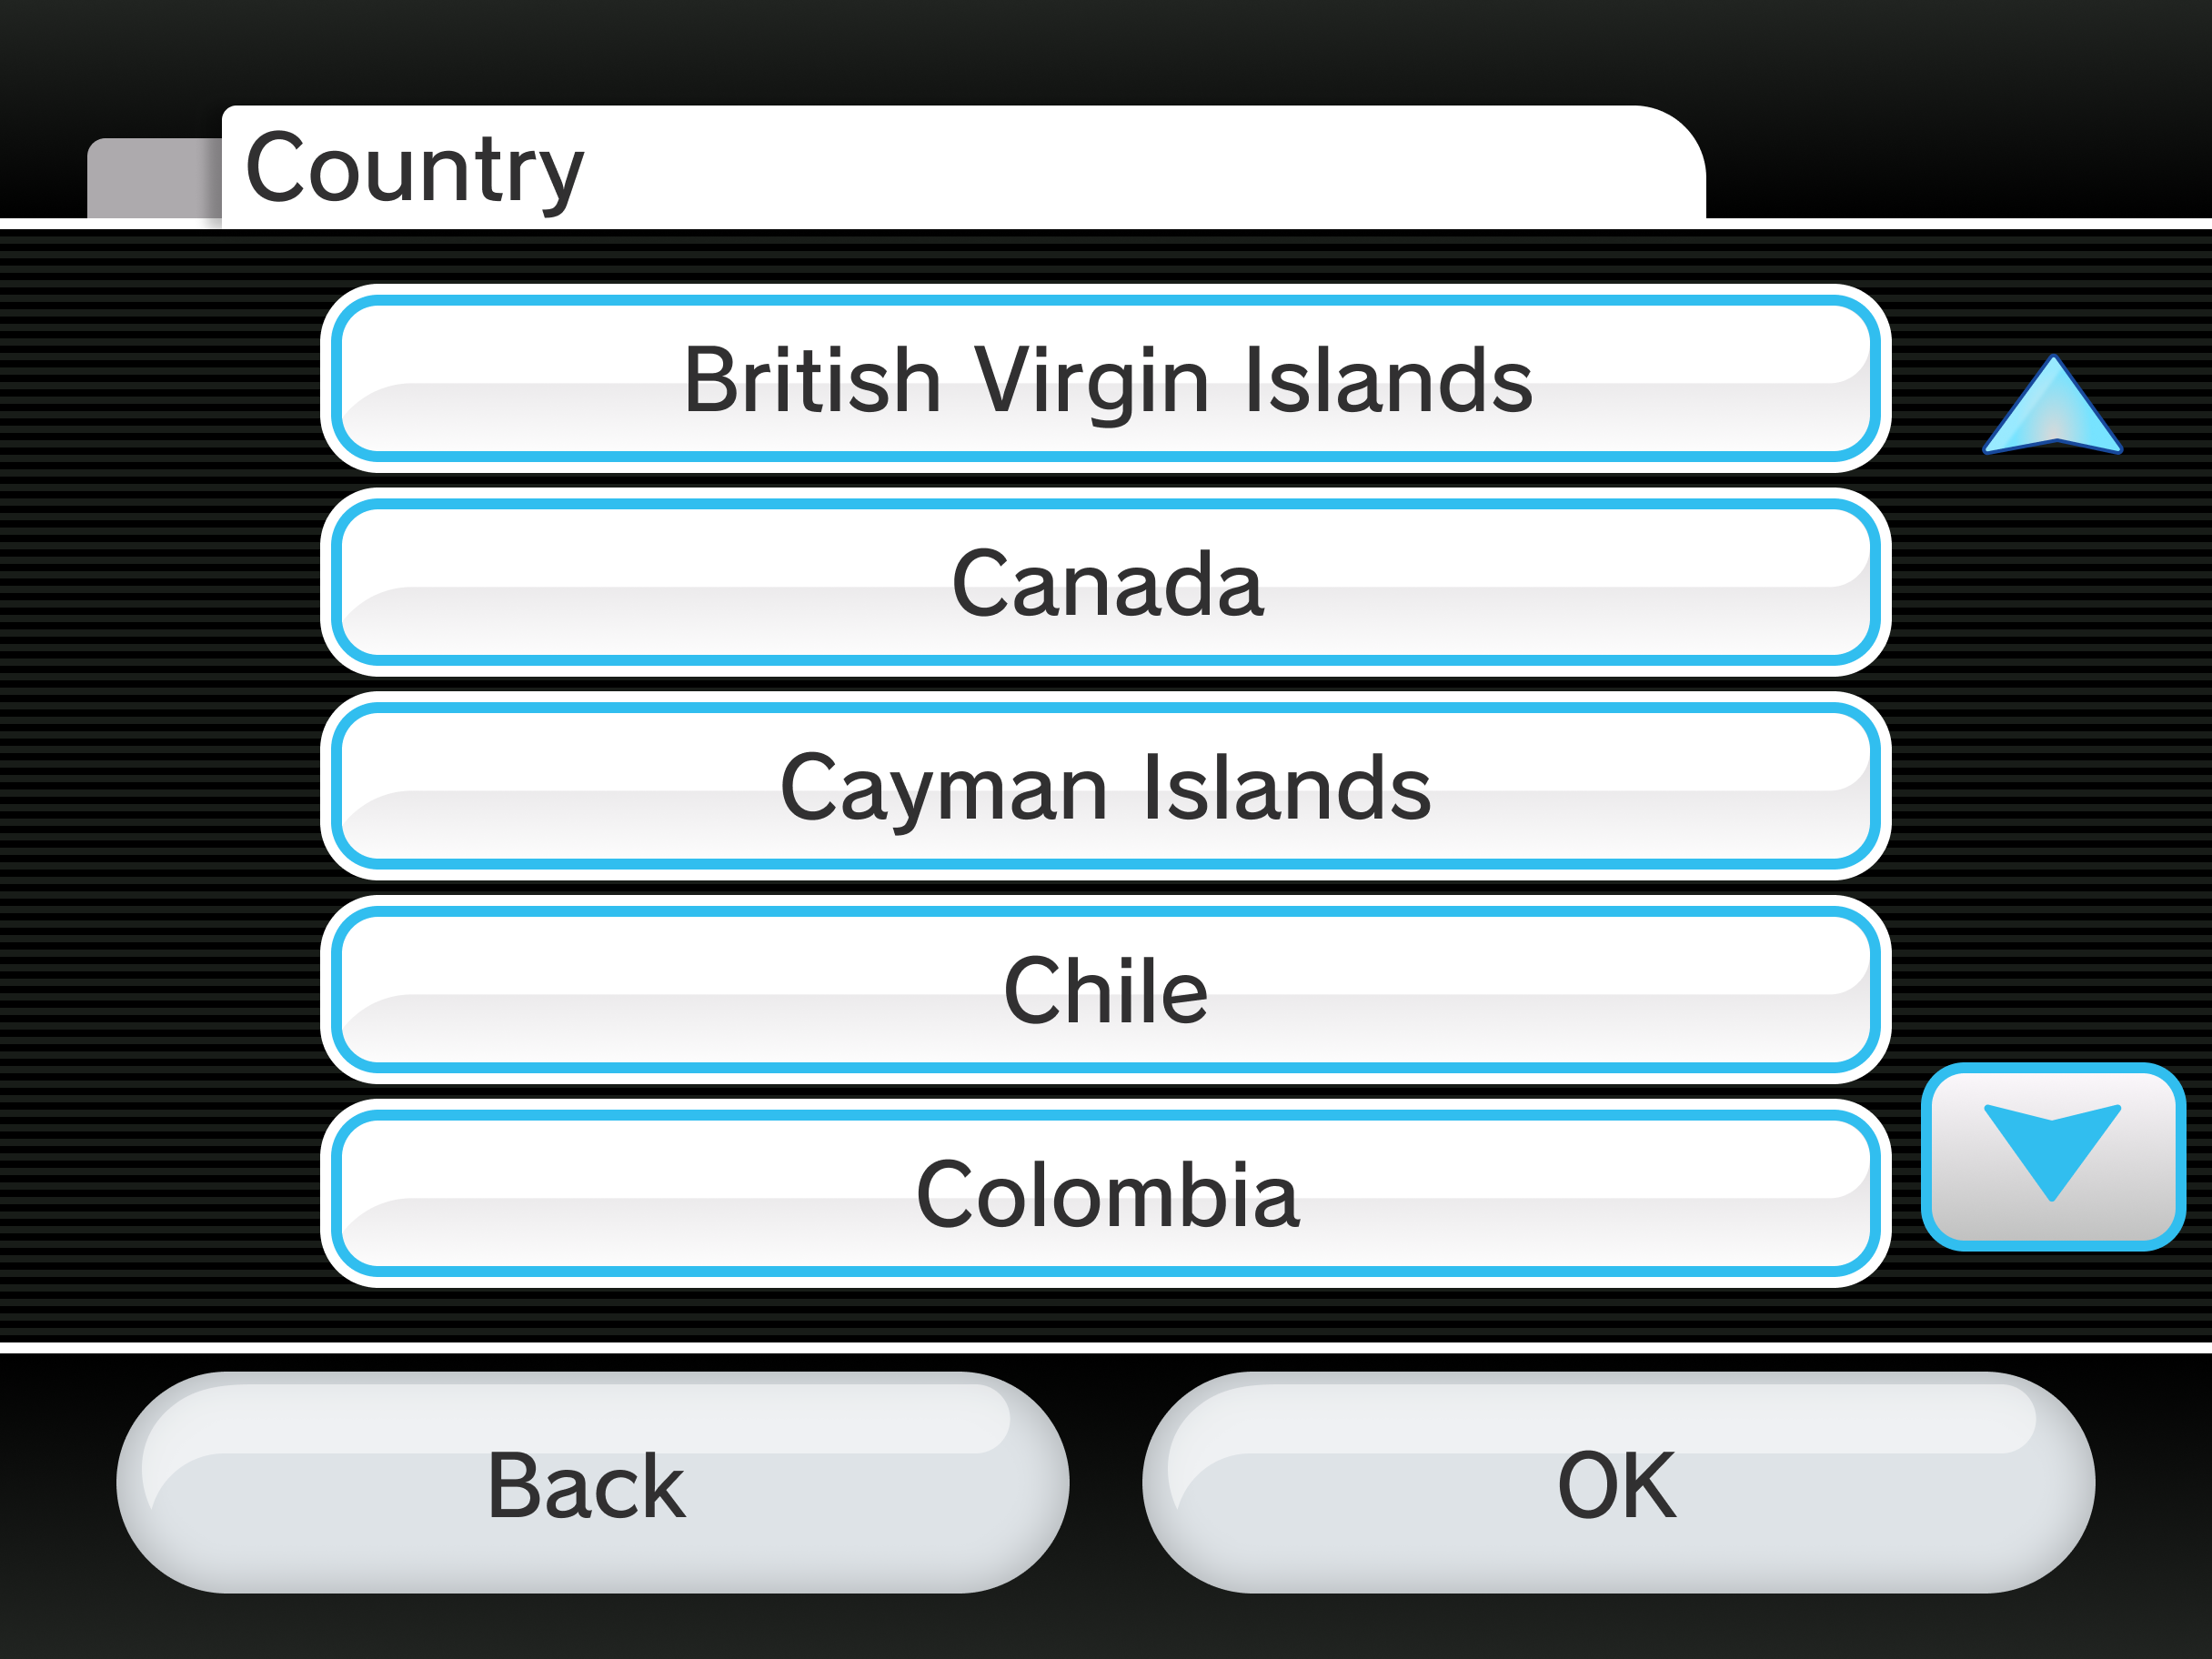 Country
British Virgin Islands
Canada
Cayman Islands
Chile
Colombia
Back
OK